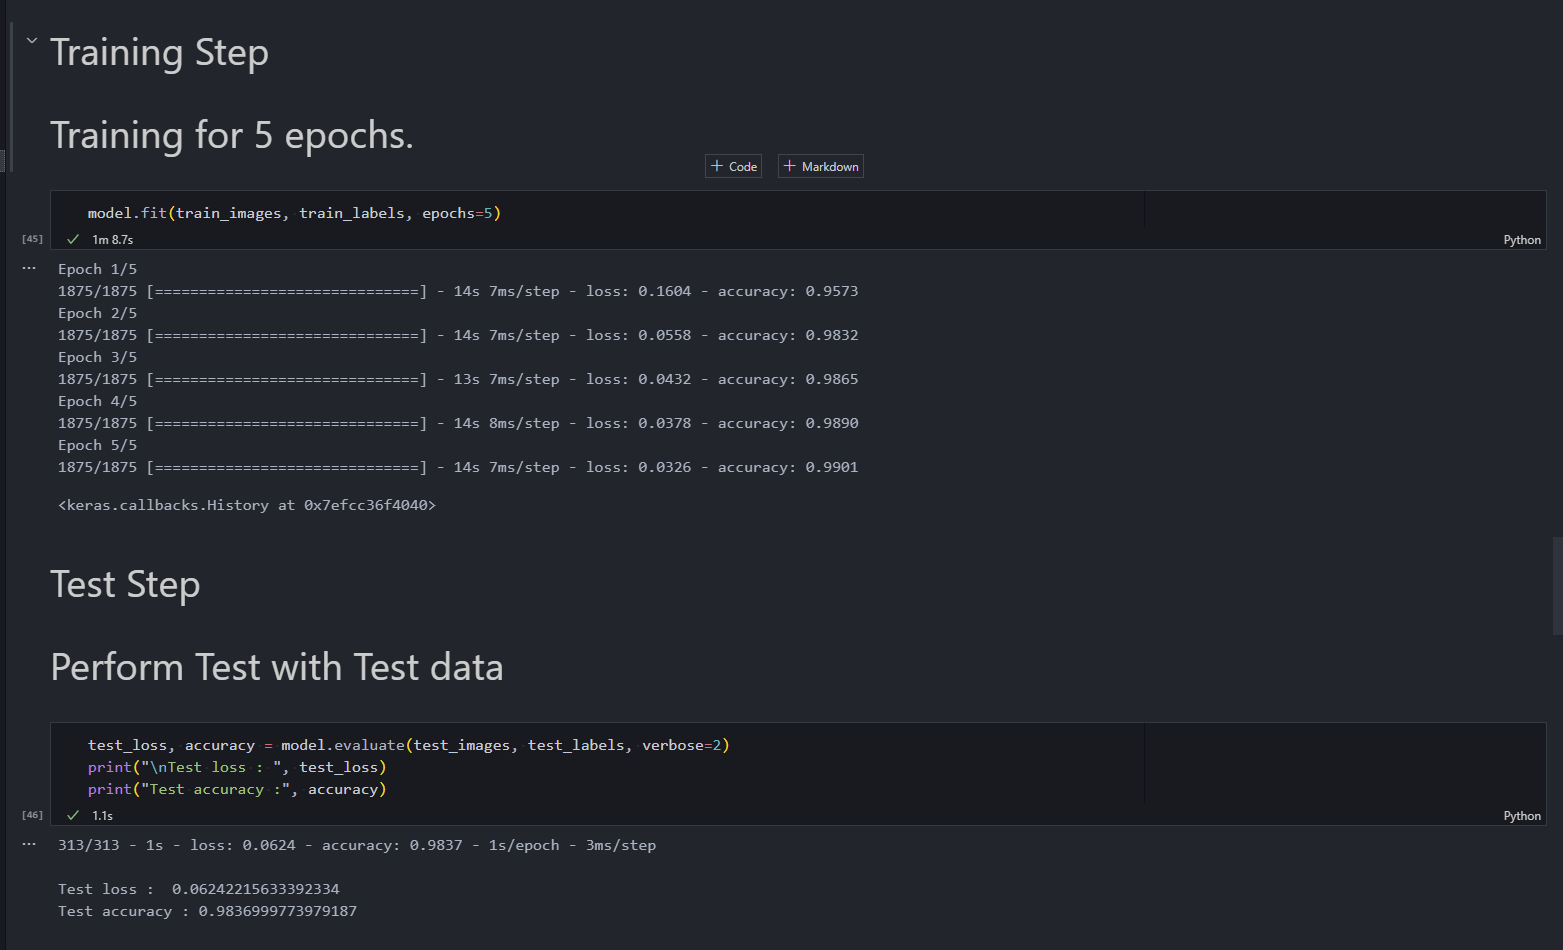 Training Step
Training for 5 epochs.
+ Code + Markdown
model.fit(train_images, train_labels, epochs=5)
[45] ✓ 1m 8.7s Python
... Epoch 1/5
1875/1875 [==============================] - 14s 7ms/step - loss: 0.1604 - accuracy: 0.9573
Epoch 2/5
1875/1875 [==============================] - 14s 7ms/step - loss: 0.0558 - accuracy: 0.9832
Epoch 3/5
1875/1875 [==============================] - 13s 7ms/step - loss: 0.0432 - accuracy: 0.9865
Epoch 4/5
1875/1875 [==============================] - 14s 8ms/step - loss: 0.0378 - accuracy: 0.9890
Epoch 5/5
1875/1875 [==============================] - 14s 7ms/step - loss: 0.0326 - accuracy: 0.9901
<keras.callbacks.History at 0x7efcc36f4040>
Test Step
Perform Test with Test data
test_loss, accuracy = model.evaluate(test_images, test_labels, verbose=2)
print("\nTest loss : ", test_loss)
print("Test accuracy :", accuracy)
[46] ✓ 1.1s Python
... 313/313 - 1s - loss: 0.0624 - accuracy: 0.9837 - 1s/epoch - 3ms/step
Test loss :  0.06242215633392334
Test accuracy : 0.9836999773979187